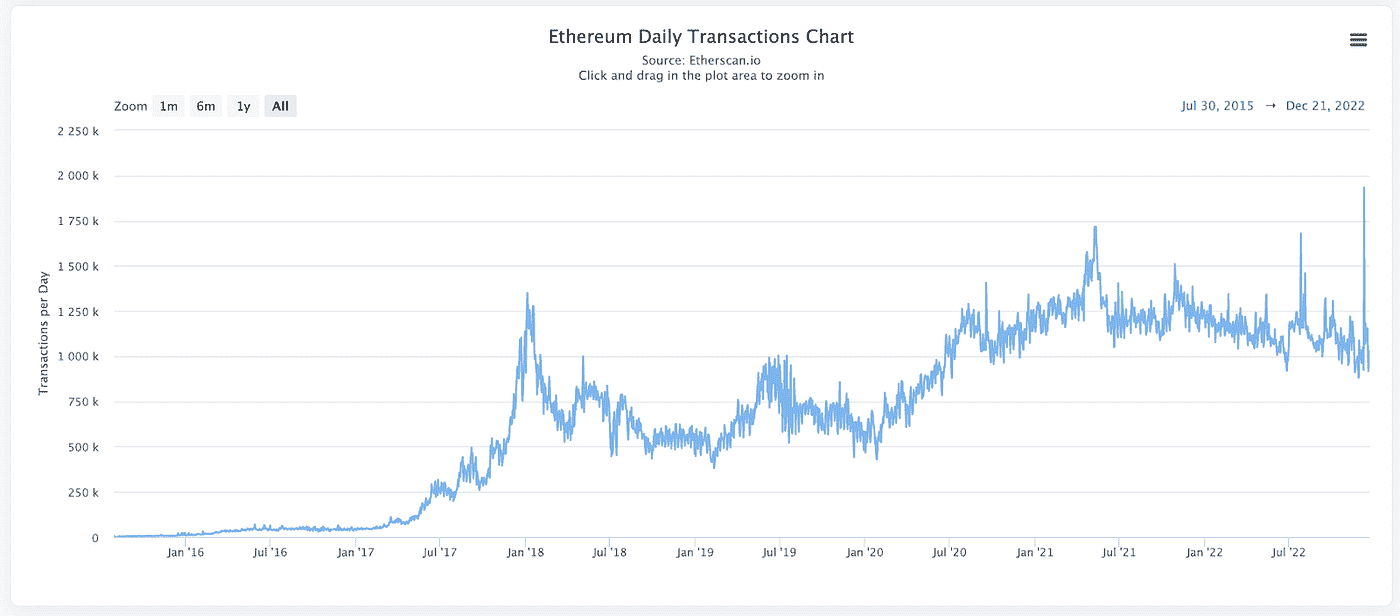 Ethereum Daily Transactions Chart
Source: Etherscan.io
Click and drag in the plot area to zoom in
Zoom 1m 6m 1y All
Jul 30, 2015 → Dec 21, 2022
2 250 k
2 000 k
1 750 k
1 500 k
1 250 k
1 000 k
750 k
500 k
250 k
0
Transactions per Day
Jan '16 Jul '16 Jan '17 Jul '17 Jan '18 Jul '18 Jan '19 Jul '19 Jan '20 Jul '20 Jan '21 Jul '21 Jan '22 Jul '22